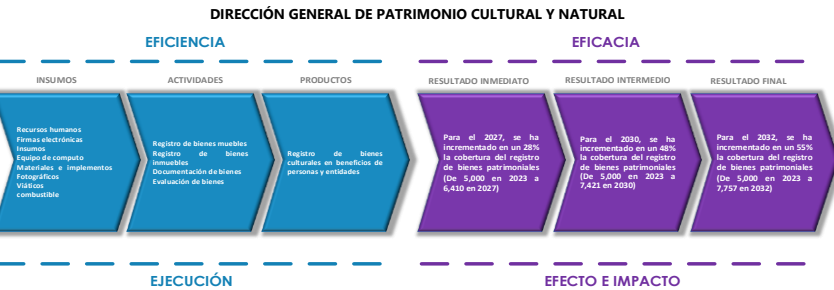 DIRECCIÓN GENERAL DE PATRIMONIO CULTURAL Y NATURAL
EFICIENCIA
EFICACIA
INSUMOS
ACTIVIDADES
PRODUCTOS
RESULTADO INMEDIATO
RESULTADO INTERMEDIO
RESULTADO FINAL
Recursos humanos
Firmas electrónicas
Insumos
Equipo de computo
Materiales e implementos
Fotográficos
Viáticos
combustible
Registro de bienes muebles
Registro de bienes
inmuebles
Documentación de bienes
Evaluación de bienes
Registro de bienes
culturales en beneficios de
personas y entidades
Para el 2027, se ha
incrementado en un 28%
la cobertura del registro
de bienes patrimoniales
(De 5,000 en 2023 a
6,410 en 2027)
Para el 2030, se ha
incrementado en un 48%
la cobertura del registro
de bienes patrimoniales
(De 5,000 en 2023 a
7,421 en 2030)
Para el 2032, se ha
incrementado en un 55%
la cobertura del registro
de bienes patrimoniales
(De 5,000 en 2023 a
7,757 en 2032)
EJECUCIÓN
EFECTO E IMPACTO